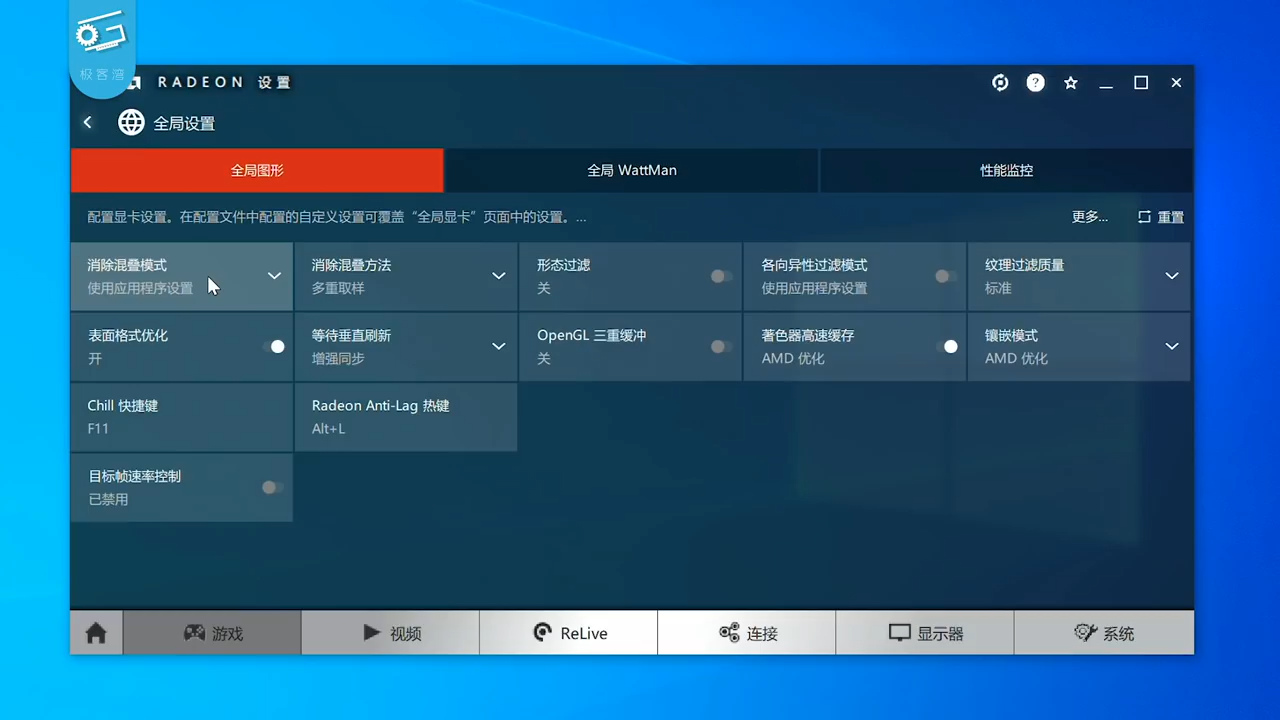 极客湾
RADEON 设置
全局设置
全局图形
全局 WattMan
性能监控
配置显卡设置。在配置文件中配置的自定义设置可覆盖“全局显卡”页面中的设置。...
更多...
重置
消除混叠模式
使用应用程序设置
消除混叠方法
多重取样
形态过滤
关
各向异性过滤模式
使用应用程序设置
纹理过滤质量
标准
表面格式优化
开
等待垂直刷新
增强同步
OpenGL 三重缓冲
关
著色器高速缓存
AMD 优化
镶嵌模式
AMD 优化
Chill 快捷键
F11
Radeon Anti-Lag 热键
Alt+L
目标帧速率控制
已禁用
游戏
视频
ReLive
连接
显示器
系统